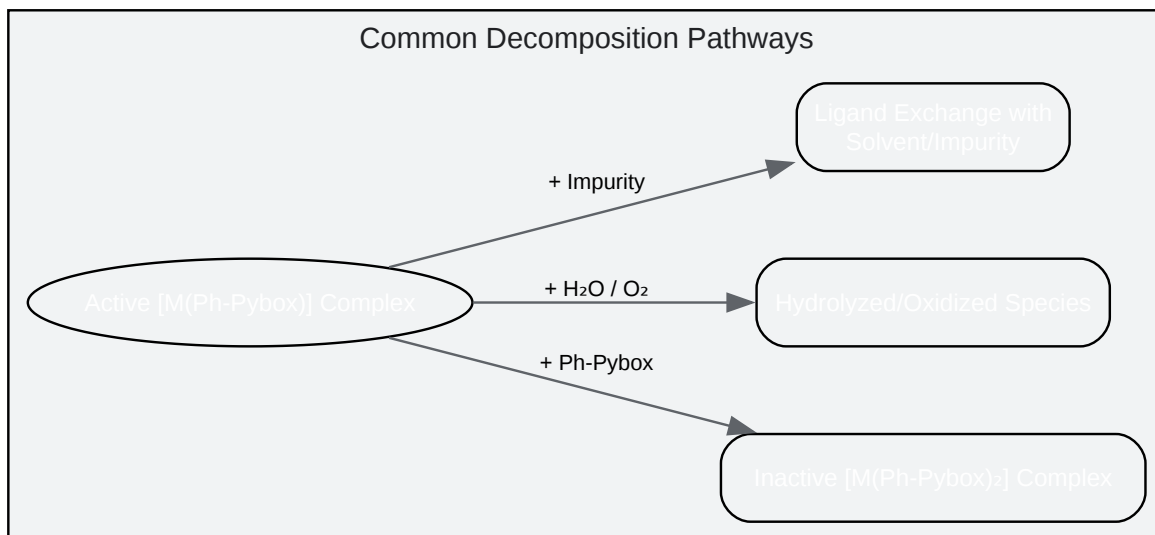 Common Decomposition Pathways
Ligand Exchange with
Solvent/Impurity
+ Impurity
Active [M(Ph-Pybox)] Complex
+ H₂O / O₂
Hydrolyzed/Oxidized Species
+ Ph-Pybox
Inactive [M(Ph-Pybox)₂] Complex